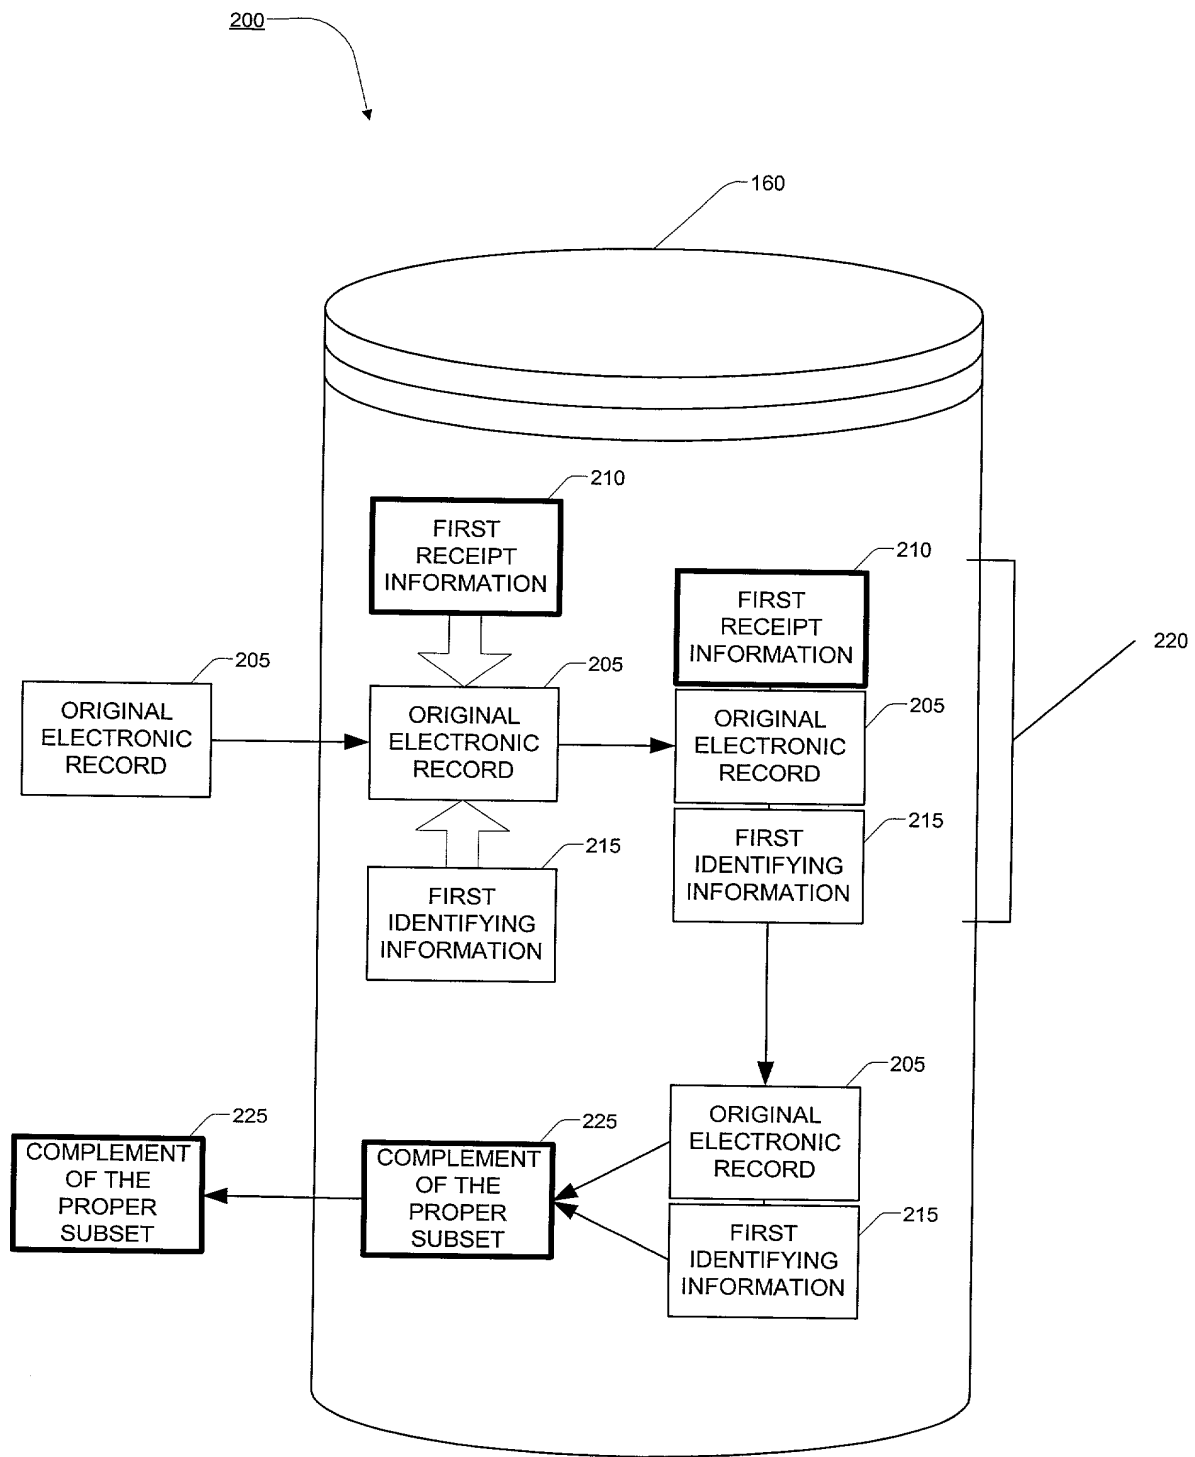 200
160
210
FIRST
RECEIPT
INFORMATION
210
FIRST
RECEIPT
INFORMATION
220
205
ORIGINAL
ELECTRONIC
RECORD
205
ORIGINAL
ELECTRONIC
RECORD
205
ORIGINAL
ELECTRONIC
RECORD
215
FIRST
IDENTIFYING
INFORMATION
215
FIRST
IDENTIFYING
INFORMATION
205
ORIGINAL
ELECTRONIC
RECORD
225
COMPLEMENT
OF THE
PROPER
SUBSET
225
COMPLEMENT
OF THE
PROPER
SUBSET
215
FIRST
IDENTIFYING
INFORMATION